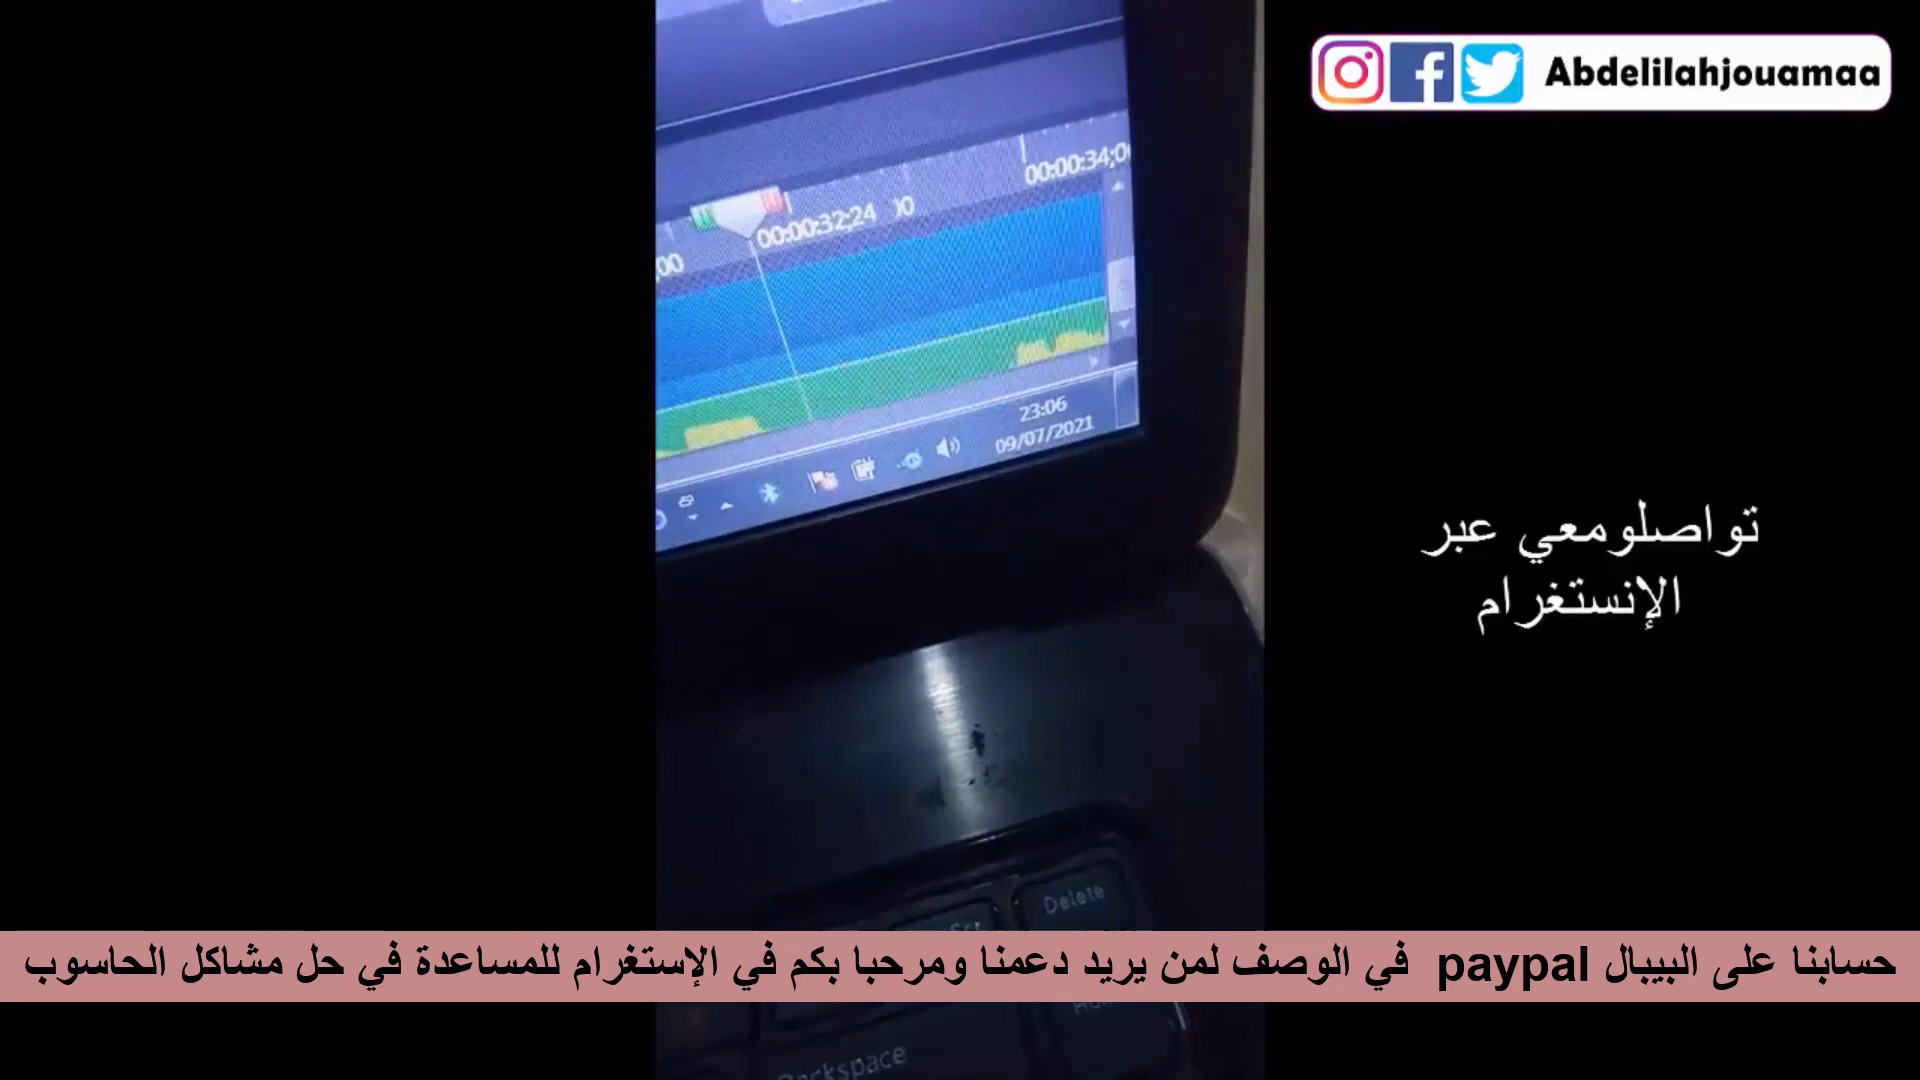 Abdelilahjouamaa
00:00:34;0
00:00:32;24
00
23:06
09/07/2021
تواصلومعي عبر
الإنستغرام
Delete
حسابنا على البيبال paypal في الوصف لمن يريد دعمنا ومرحبا بكم في الإستغرام للمساعدة في حل مشاكل الحاسوب
Backspace